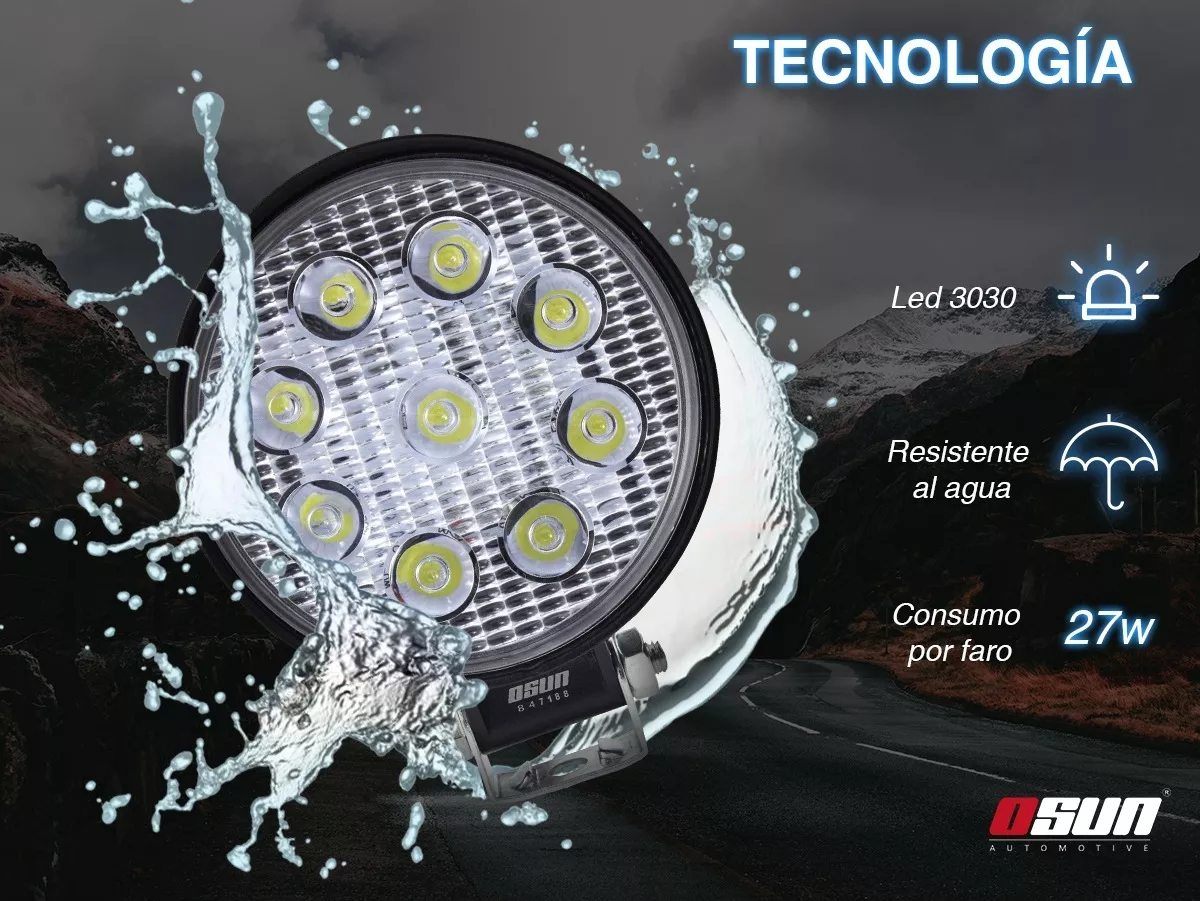 TECNOLOGÍA
Led 3030
Resistente
al agua
Consumo
por faro
27w
OSUN
847188
OSUN®
AUTOMOTIVE